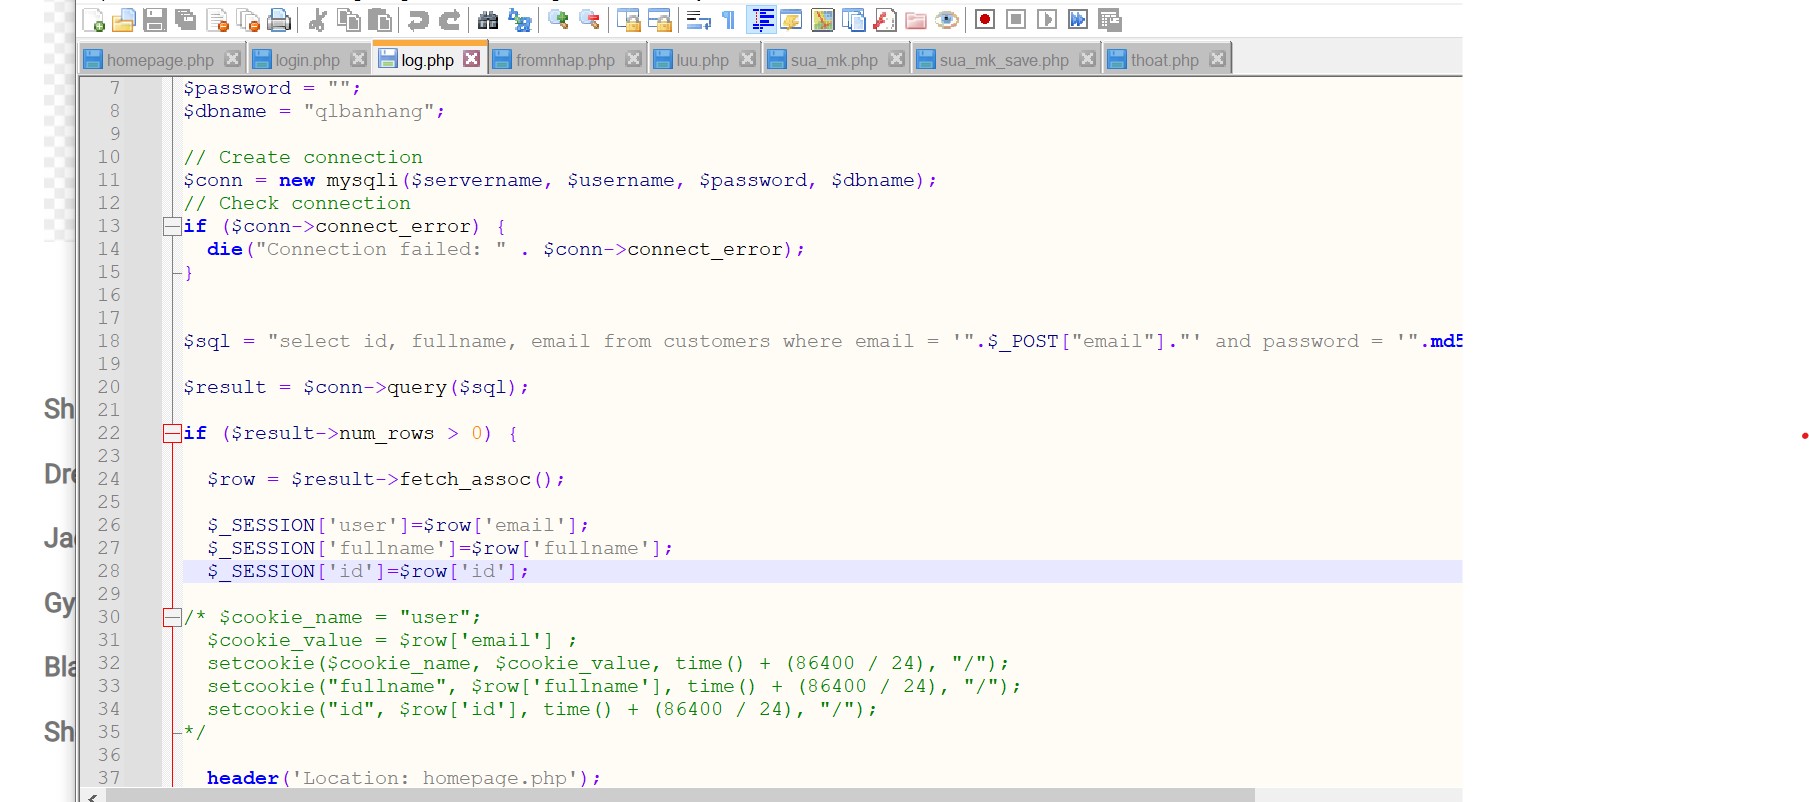 homepage.php login.php log.php fromnhap.php luu.php sua_mk.php sua_mk_save.php thoat.php
7 $password = "";
8 $dbname = "qlbanhang";
9
10 // Create connection
11 $conn = new mysqli($servername, $username, $password, $dbname);
12 // Check connection
13 if ($conn->connect_error) {
14 die("Connection failed: " . $conn->connect_error);
15 }
16
17
18 $sql = "select id, fullname, email from customers where email = '".$_POST["email"]."' and password = '".md5
19
20 $result = $conn->query($sql);
21
22 if ($result->num_rows > 0) {
23
24 $row = $result->fetch_assoc();
25
26 $_SESSION['user']=$row['email'];
27 $_SESSION['fullname']=$row['fullname'];
28 $_SESSION['id']=$row['id'];
29
30 /* $cookie_name = "user";
31 $cookie_value = $row['email'] ;
32 setcookie($cookie_name, $cookie_value, time() + (86400 / 24), "/");
33 setcookie("fullname", $row['fullname'], time() + (86400 / 24), "/");
34 setcookie("id", $row['id'], time() + (86400 / 24), "/");
35 */
36
37 header('Location: homepage.php');
Sh
Dre
Ja
Gy
Bla
Sh